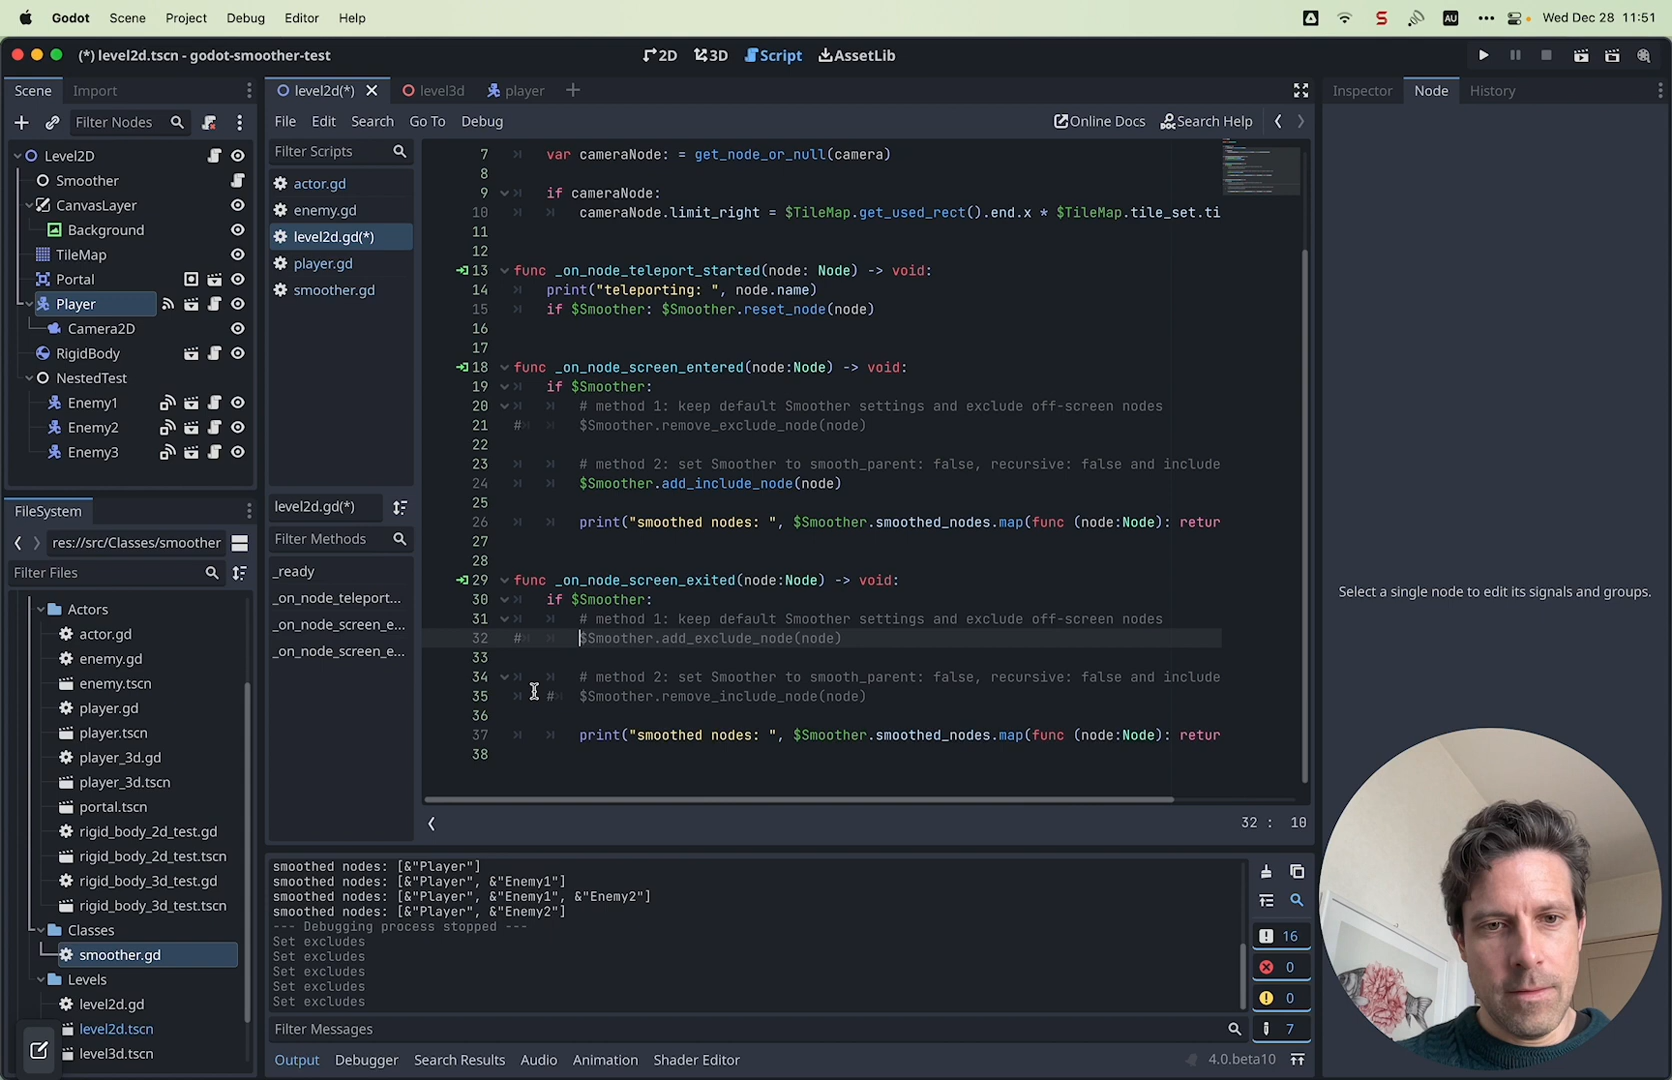 Godot Scene Project Debug Editor Help
AU Wed Dec 28 11:51
(*) level2d.tscn - godot-smoother-test
2D 3D Script AssetLib
Scene Import
level2d(*) level3d player
Inspector Node History
Filter Nodes
File Edit Search Go To Debug
Online Docs Search Help
Level2D
Smoother
CanvasLayer
Background
TileMap
Portal
Player
Camera2D
RigidBody
NestedTest
Enemy1
Enemy2
Enemy3
Filter Scripts
actor.gd
enemy.gd
level2d.gd(*)
player.gd
smoother.gd
level2d.gd(*)
Filter Methods
_ready
_on_node_teleport...
_on_node_screen_e...
_on_node_screen_e...
7 var cameraNode: = get_node_or_null(camera)
8
9 if cameraNode:
10 cameraNode.limit_right = $TileMap.get_used_rect().end.x * $TileMap.tile_set.ti
11
12
13 func _on_node_teleport_started(node: Node) -> void:
14 print("teleporting: ", node.name)
15 if $Smoother: $Smoother.reset_node(node)
16
17
18 func _on_node_screen_entered(node:Node) -> void:
19 if $Smoother:
20 # method 1: keep default Smoother settings and exclude off-screen nodes
21 # $Smoother.remove_exclude_node(node)
22
23 # method 2: set Smoother to smooth_parent: false, recursive: false and include
24 $Smoother.add_include_node(node)
25
26 print("smoothed nodes: ", $Smoother.smoothed_nodes.map(func (node:Node): retur
27
28
29 func _on_node_screen_exited(node:Node) -> void:
30 if $Smoother:
31 # method 1: keep default Smoother settings and exclude off-screen nodes
32 # $Smoother.add_exclude_node(node)
33
34 # method 2: set Smoother to smooth_parent: false, recursive: false and include
35 # $Smoother.remove_include_node(node)
36
37 print("smoothed nodes: ", $Smoother.smoothed_nodes.map(func (node:Node): retur
38
32 : 10
Select a single node to edit its signals and groups.
FileSystem
res://src/Classes/smoother
Filter Files
Actors
actor.gd
enemy.gd
enemy.tscn
player.gd
player.tscn
player_3d.gd
player_3d.tscn
portal.tscn
rigid_body_2d_test.gd
rigid_body_2d_test.tscn
rigid_body_3d_test.gd
rigid_body_3d_test.tscn
Classes
smoother.gd
Levels
level2d.gd
level2d.tscn
level3d.tscn
smoothed nodes: [&"Player"]
smoothed nodes: [&"Player", &"Enemy1"]
smoothed nodes: [&"Player", &"Enemy1", &"Enemy2"]
smoothed nodes: [&"Player", &"Enemy2"]
--- Debugging process stopped ---
Set excludes
Set excludes
Set excludes
Set excludes
Set excludes
16
0
0
7
Filter Messages
Output Debugger Search Results Audio Animation Shader Editor
4.0.beta10